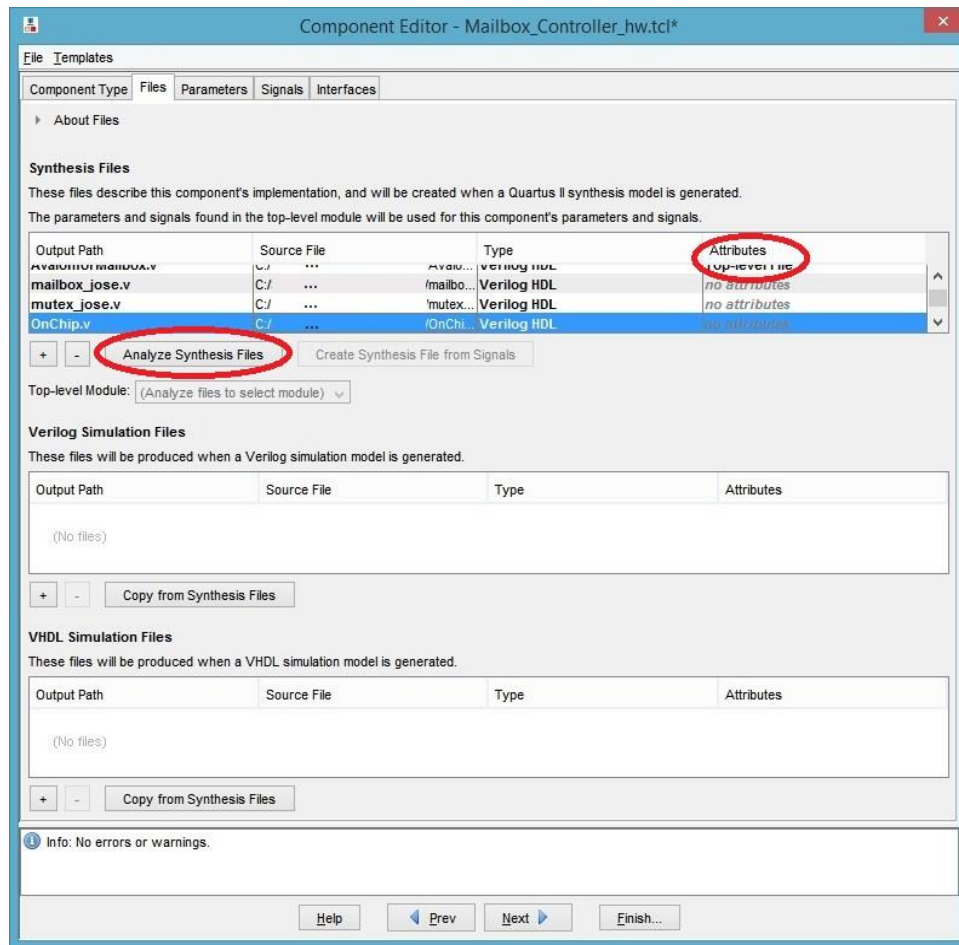 Component Editor - Mailbox_Controller_hw.tcl*
File Templates
Component Type Files Parameters Signals Interfaces
About Files
Synthesis Files
These files describe this component's implementation, and will be created when a Quartus II synthesis model is generated.
The parameters and signals found in the top-level module will be used for this component's parameters and signals.
Output Path Source File Type Attributes
AvalonforMailbox.v C:/ ... Avalo... Verilog HDL Top-level File
mailbox_jose.v C:/ ... /mailbo... Verilog HDL no attributes
mutex_jose.v C:/ ... /mutex... Verilog HDL no attributes
OnChip.v C:/ ... /OnChi... Verilog HDL no attributes
+ - Analyze Synthesis Files Create Synthesis File from Signals
Top-level Module: (Analyze files to select module)
Verilog Simulation Files
These files will be produced when a Verilog simulation model is generated.
Output Path Source File Type Attributes
(No files)
+ - Copy from Synthesis Files
VHDL Simulation Files
These files will be produced when a VHDL simulation model is generated.
Output Path Source File Type Attributes
(No files)
+ - Copy from Synthesis Files
Info: No errors or warnings.
Help Prev Next Finish...